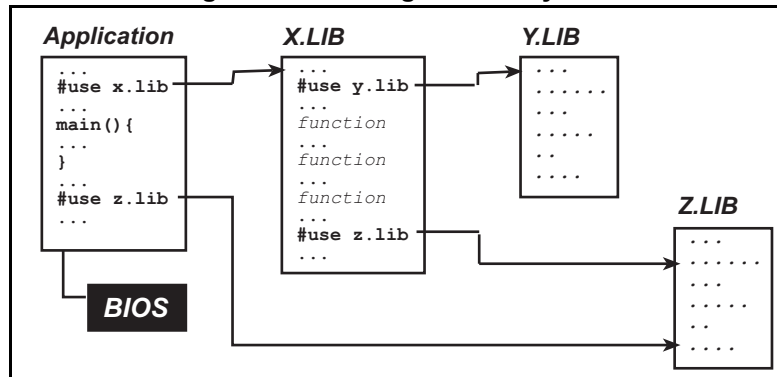 Application
...
#use x.lib
...
main(){
...
}
...
#use z.lib
...
BIOS
X.LIB
...
#use y.lib
...
function
...
function
...
function
...
#use z.lib
...
Y.LIB
...
......
...
.....
..
....
Z.LIB
...
......
...
.....
..
....